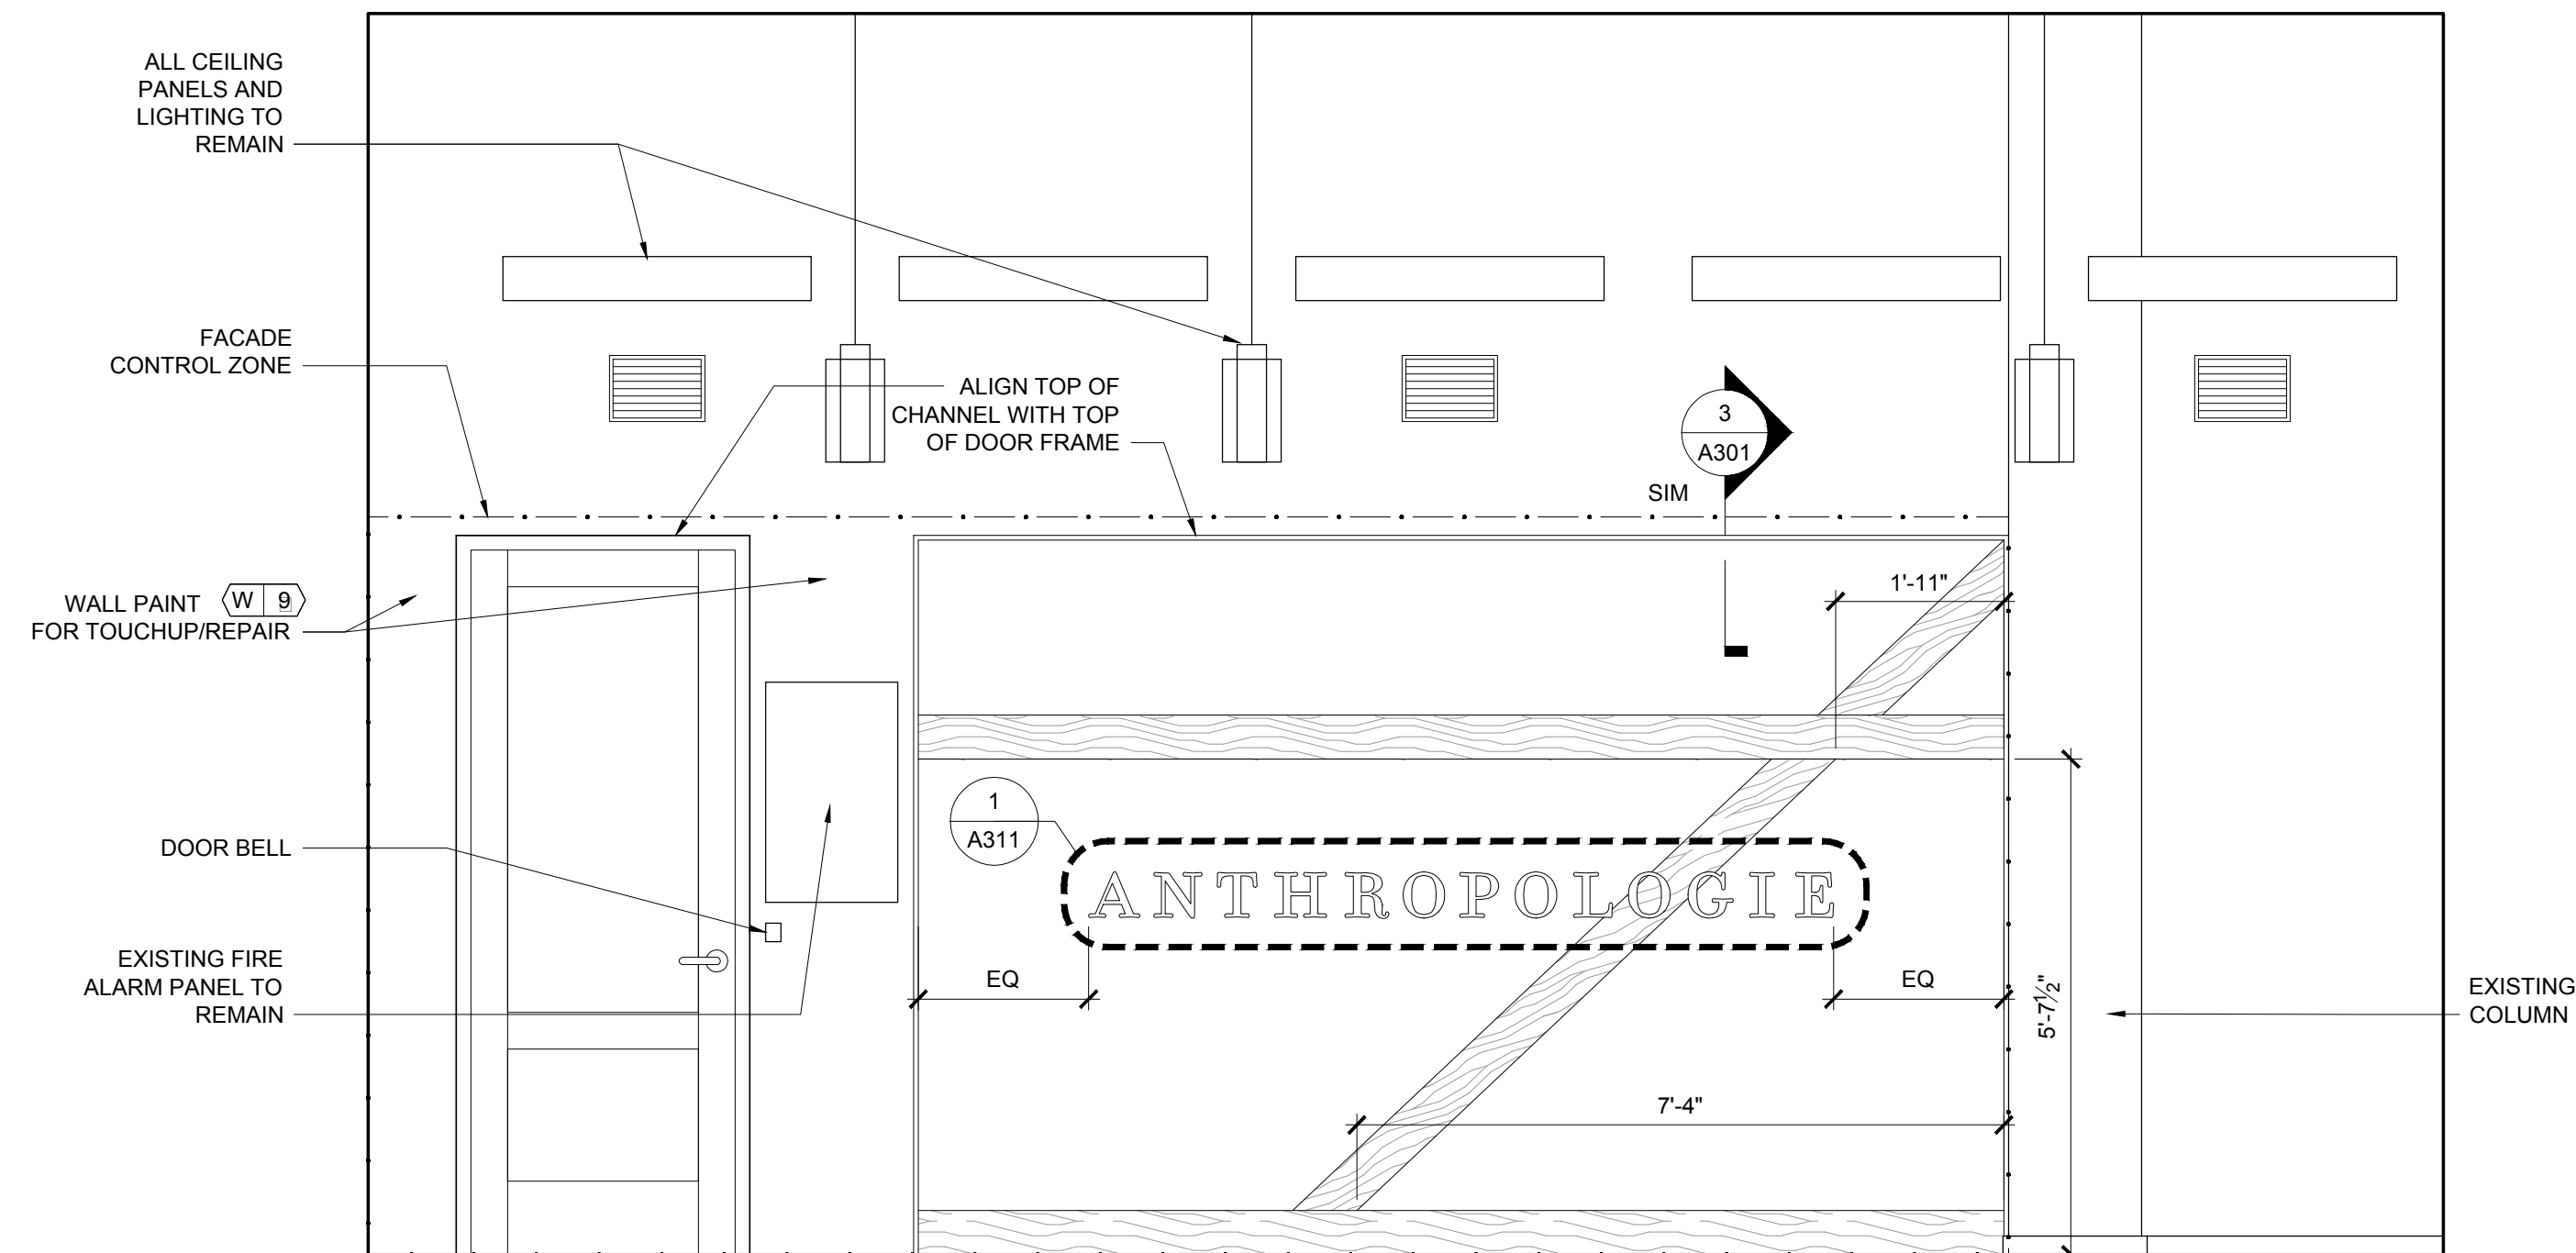 ALL CEILING
PANELS AND
LIGHTING TO
REMAIN
FACADE
CONTROL ZONE
ALIGN TOP OF
CHANNEL WITH TOP
OF DOOR FRAME
3
A301
SIM
WALL PAINT W 9
FOR TOUCHUP/REPAIR
1'-11"
1
A311
DOOR BELL
ANTHROPOLOGIE
EXISTING FIRE
ALARM PANEL TO
REMAIN
EQ
EQ
5'-7½"
EXISTING
COLUMN
7'-4"